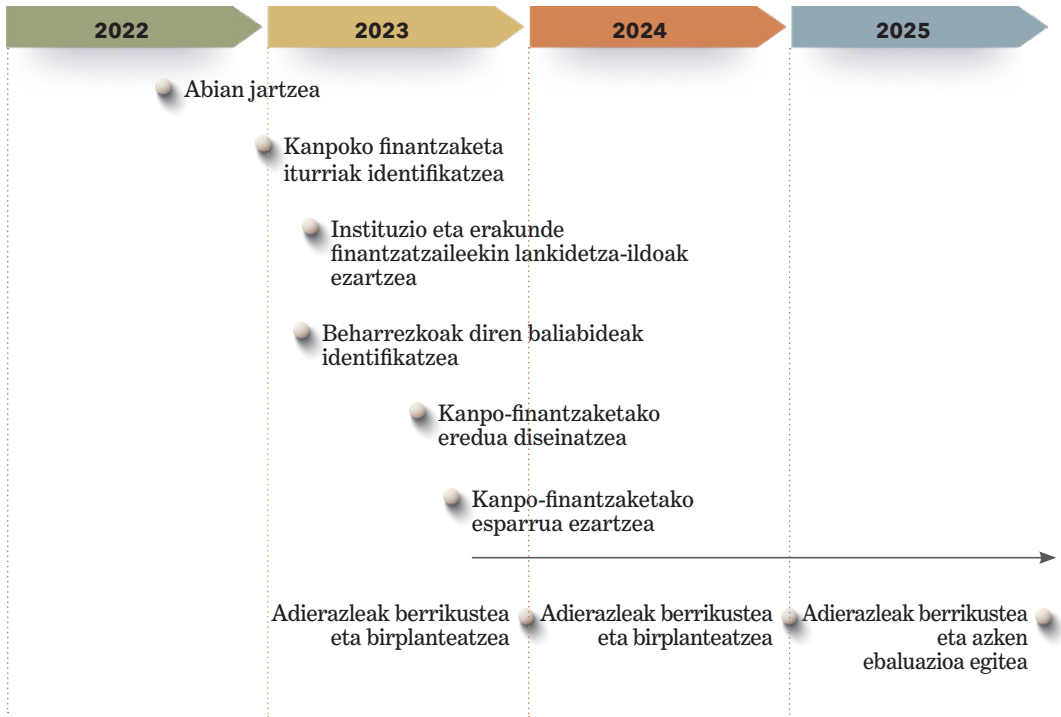 2022
2023
2024
2025
Abian jartzea
Kanpoko finantzaketa
iturriak identifikatzea
Instituzio eta erakunde
finantzatzaileekin lankidetza-ildoak
ezartzea
Beharrezkoak diren baliabideak
identifikatzea
Kanpo-finantzaketako
eredua diseinatzea
Kanpo-finantzaketako
esparrua ezartzea
Adierazleak berrikustea
eta birplanteatzea
Adierazleak berrikustea
eta birplanteatzea
Adierazleak berrikustea
eta azken
ebaluazioa egitea